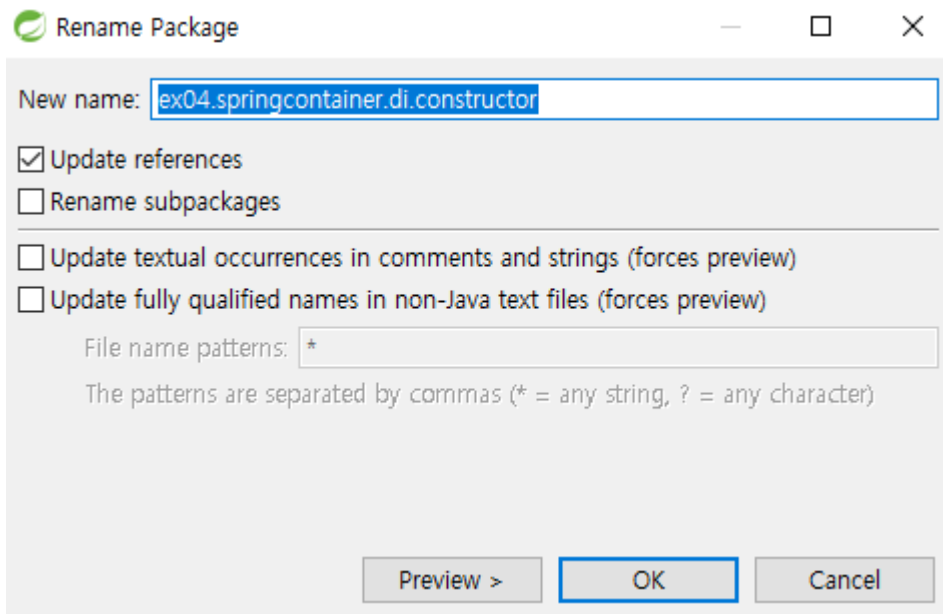 Rename Package
New name: ex04.springcontainer.di.constructor
Update references
Rename subpackages
Update textual occurrences in comments and strings (forces preview)
Update fully qualified names in non-Java text files (forces preview)
File name patterns: *
The patterns are separated by commas (* = any string, ? = any character)
Preview > OK Cancel